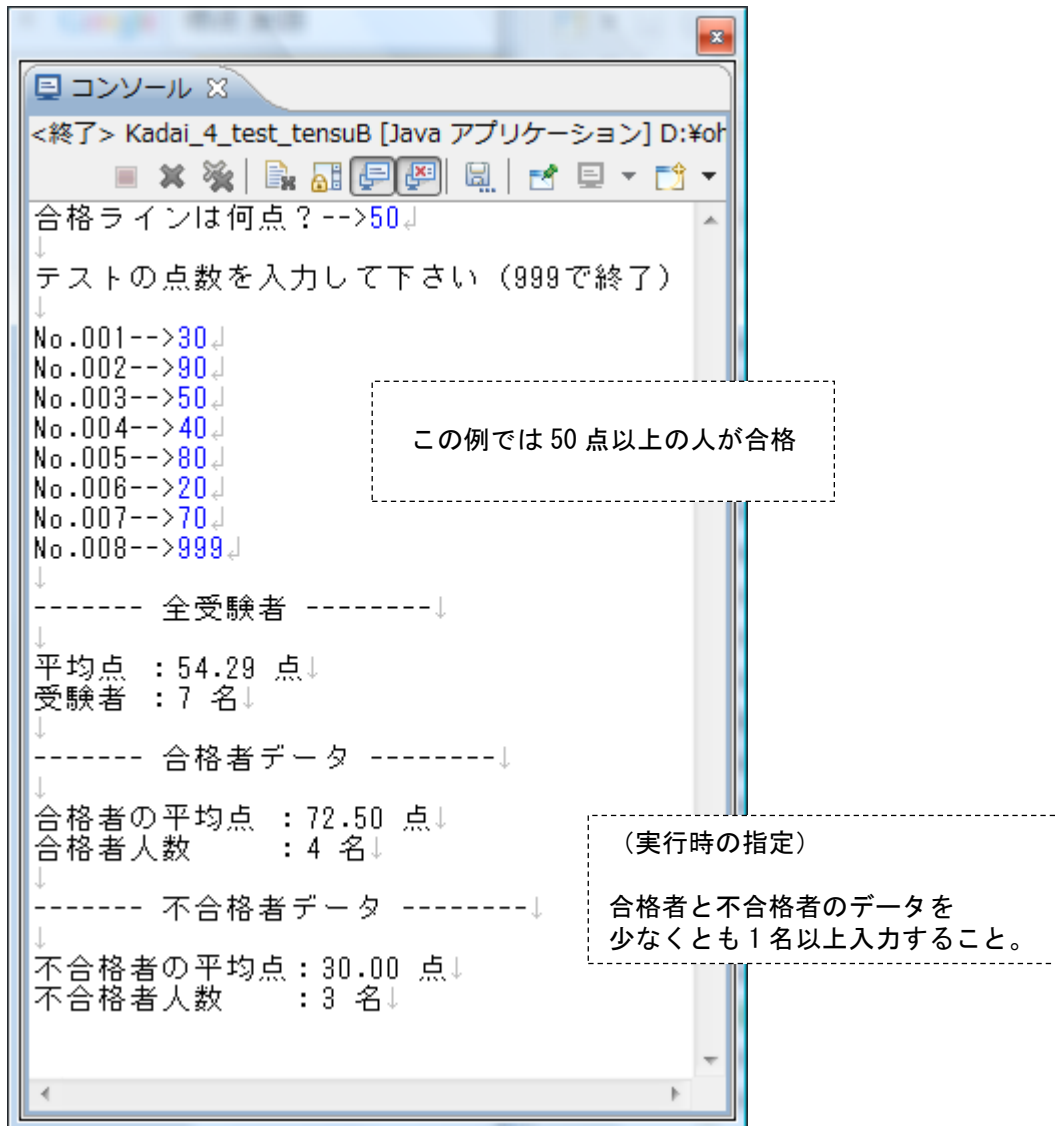 コンソール
<終了> Kadai_4_test_tensuB [Java アプリケーション] D:¥oh
合格ラインは何点？-->50↲
↓
テストの点数を入力して下さい（999で終了）
↓
No.001-->30↲
No.002-->90↲
No.003-->50↲
No.004-->40↲
No.005-->80↲
No.006-->20↲
No.007-->70↲
No.008-->999↲
この例では 50 点以上の人が合格
↓
------- 全受験者 --------↓
↓
平均点　：54.29 点↓
受験者　：7 名↓
↓
------- 合格者データ --------↓
↓
合格者の平均点　：72.50 点↓
合格者人数　　　：4 名↓
↓
------- 不合格者データ --------↓
↓
不合格者の平均点：30.00 点↓
不合格者人数　　：3 名↓
（実行時の指定）
合格者と不合格者のデータを
少なくとも 1 名以上入力すること。